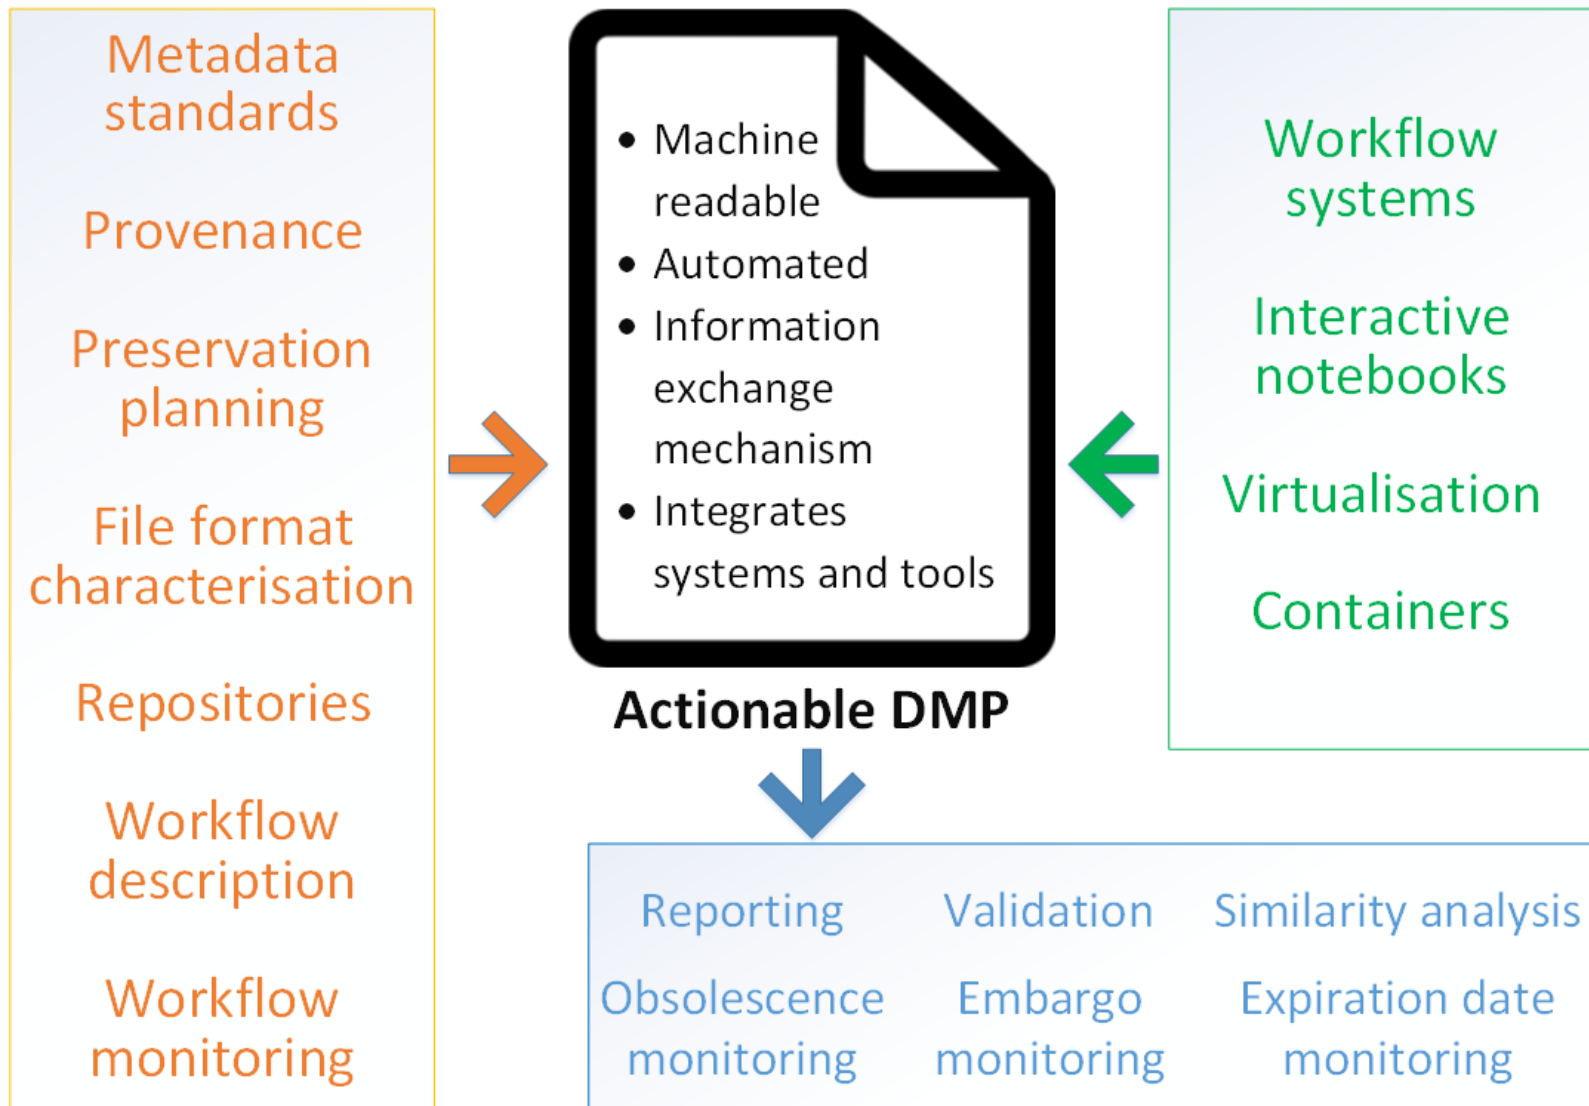 Metadata
standards
Provenance
Preservation
planning
File format
characterisation
Repositories
Workflow
description
Workflow
monitoring
• Machine
readable
• Automated
• Information
exchange
mechanism
• Integrates
systems and tools
Actionable DMP
Workflow
systems
Interactive
notebooks
Virtualisation
Containers
Reporting
Validation
Similarity analysis
Obsolescence
monitoring
Embargo
monitoring
Expiration date
monitoring